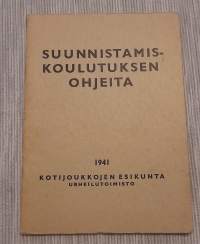 SUUNNISTAMIS-
KOULUTUKSEN
OHJEITA
1941
KOTIJOUKKOJEN ESIKUNTA
URHEILUTOIMISTO